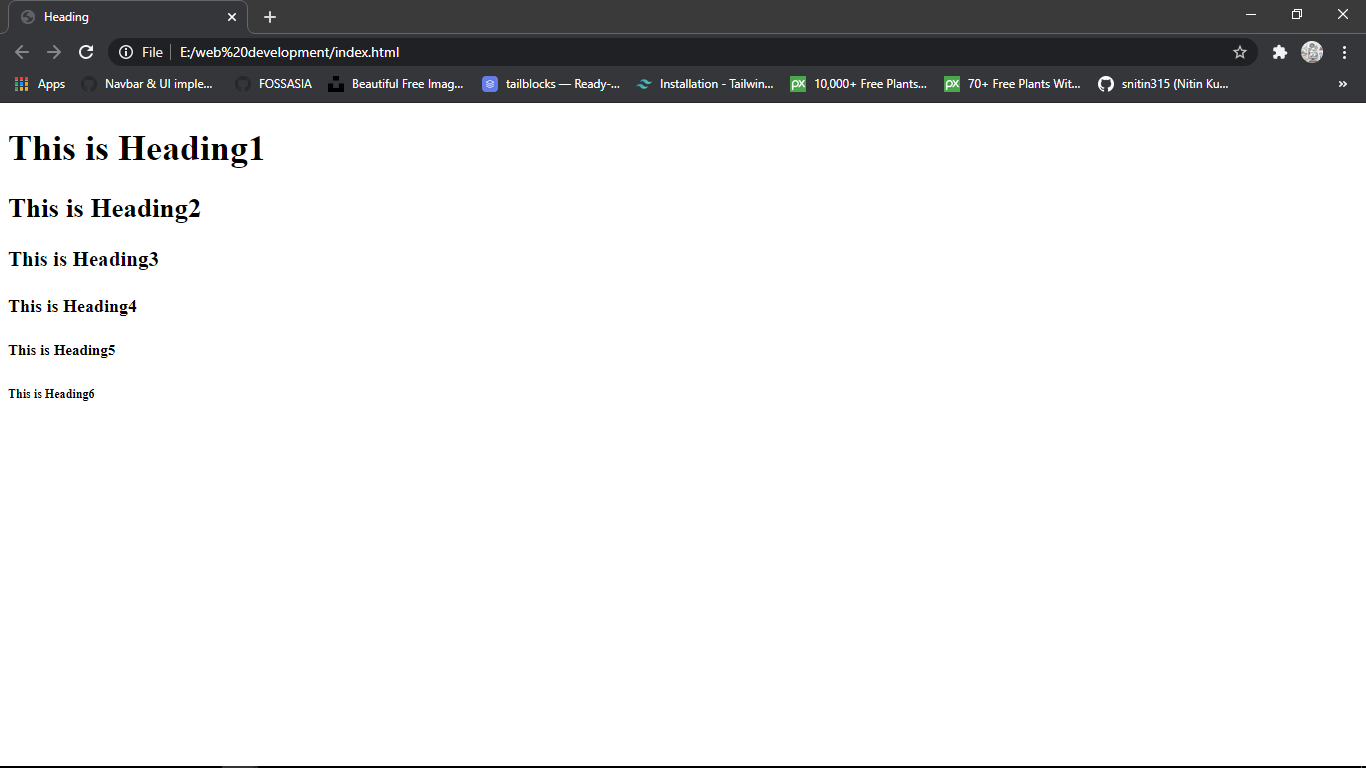 Heading
File E:/web%20development/index.html
Apps Navbar & UI imple... FOSSASIA Beautiful Free Imag... tailblocks — Ready-... Installation - Tailwin... px 10,000+ Free Plants... px 70+ Free Plants Wit... snitin315 (Nitin Ku...
This is Heading1
This is Heading2
This is Heading3
This is Heading4
This is Heading5
This is Heading6